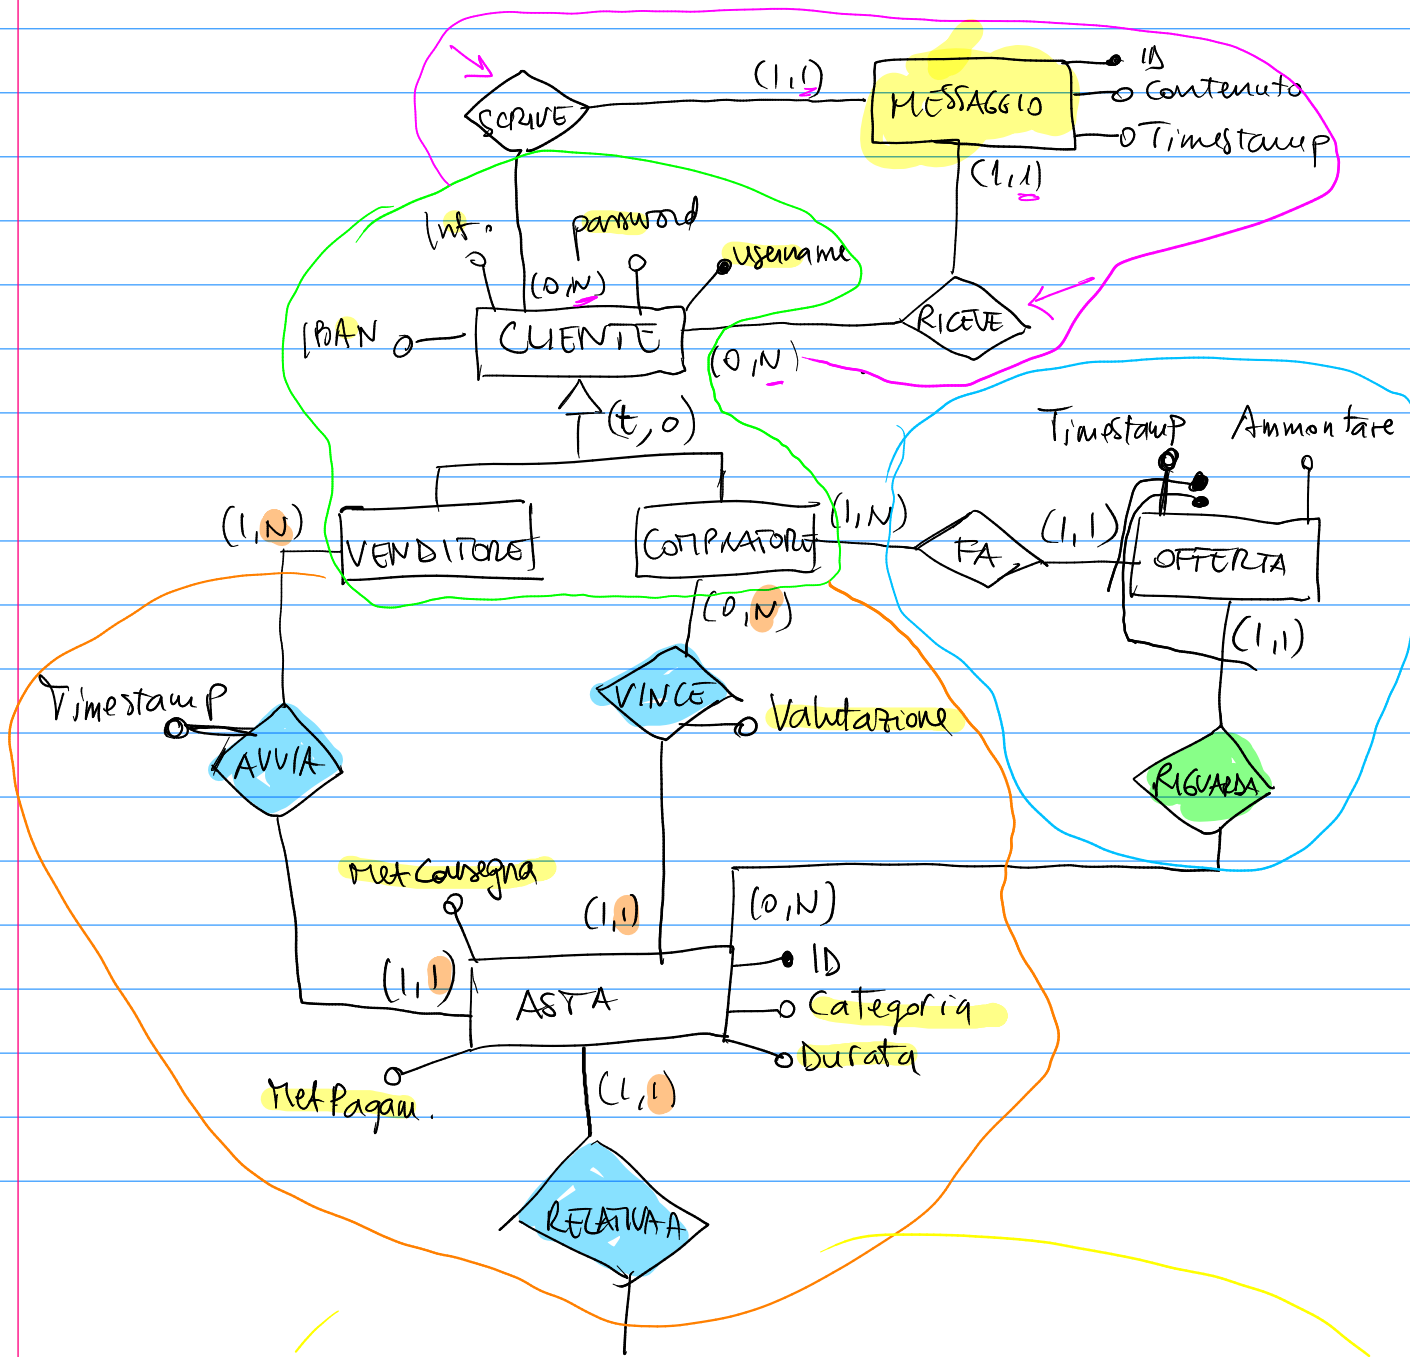 ID
(1,1)
MESSAGGIO
Contenuto
SCRIVE
Timestamp
(1,1)
Int.
password
username
(0,N)
IBAN
CLIENTE
RICEVE
(0,N)
(t,0)
Timestamp
Ammontare
(1,N)
(1,N)
(1,1)
VENDITORE
COMPRATORE
FA
OFFERTA
(0,N)
(1,1)
Timestamp
VINCE
Valutazione
AVVIA
RIGUARDA
MetConsegna
(1,1)
(0,N)
(1,1)
ID
ASTA
Categoria
Durata
MetPagam.
(1,1)
RELATIVA A